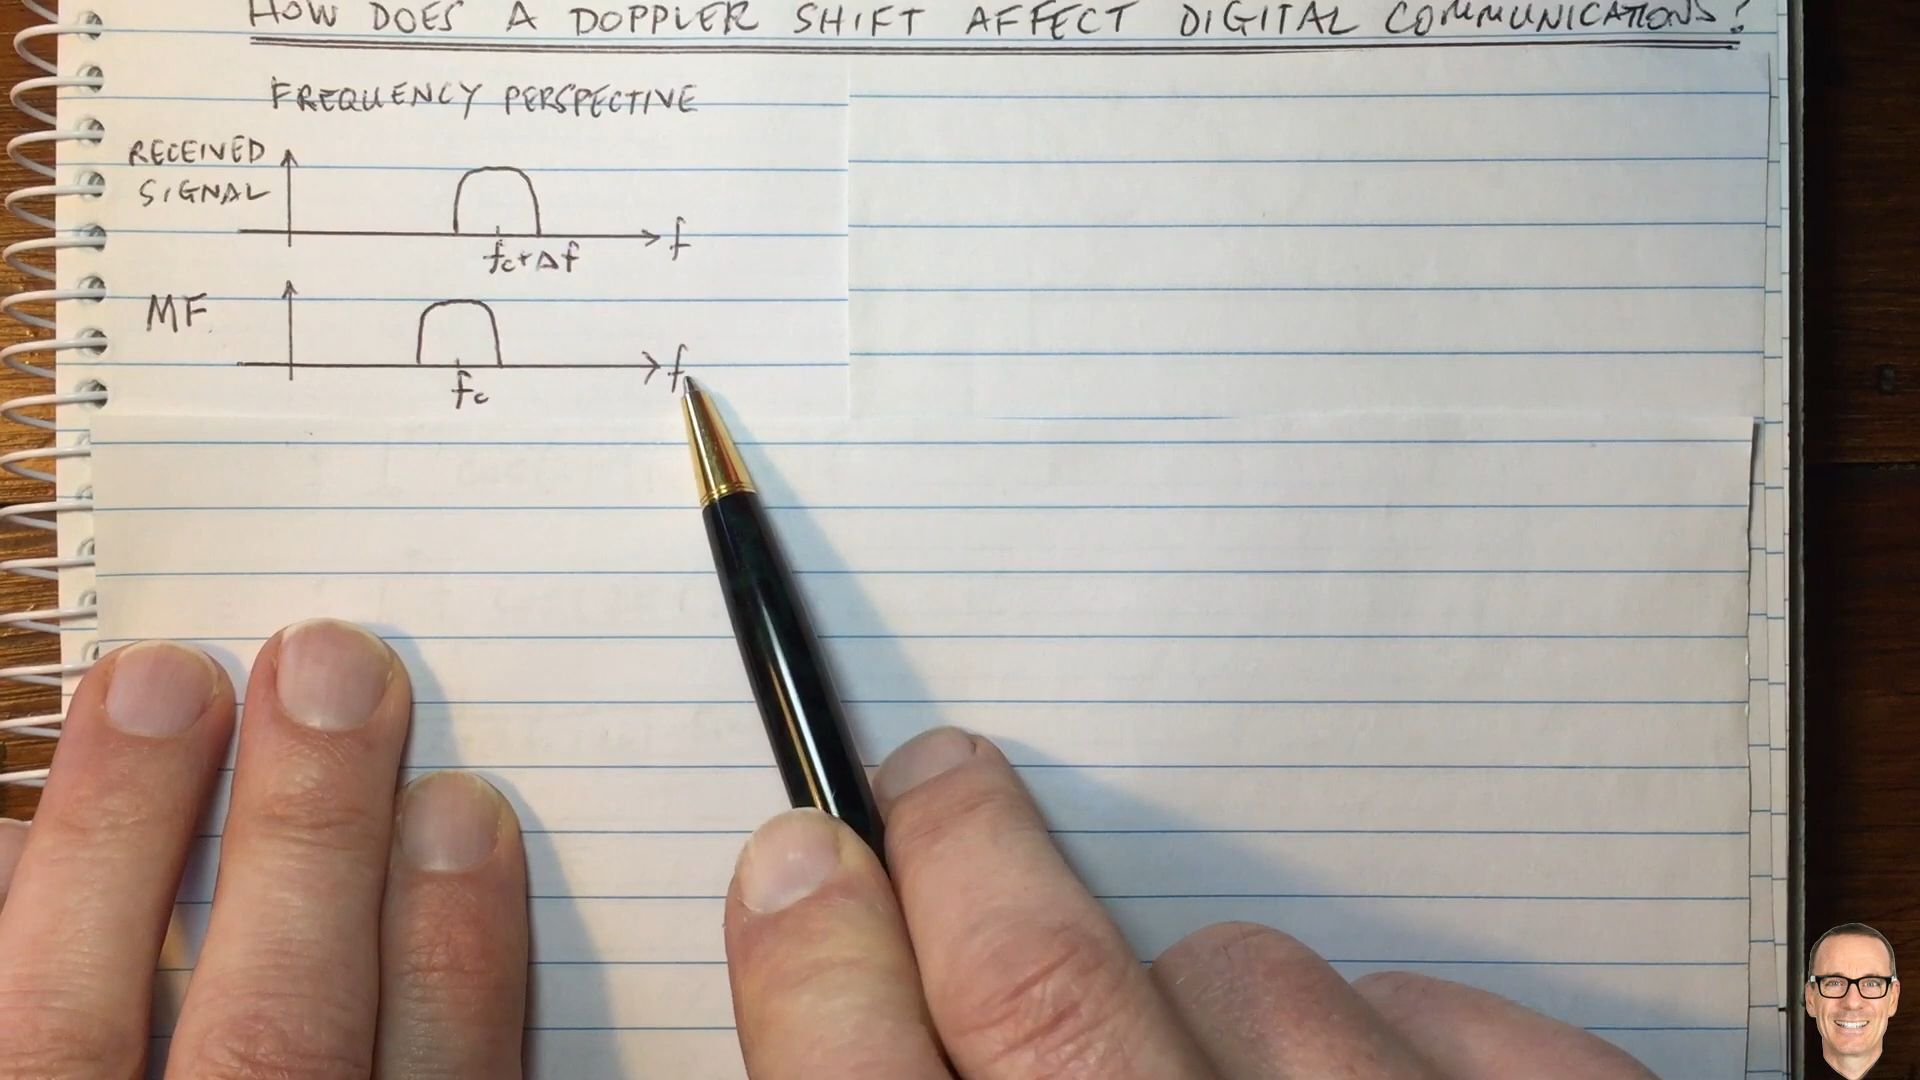 HOW DOES A DOPPLER SHIFT AFFECT DIGITAL COMMUNICATIONS?
FREQUENCY PERSPECTIVE
RECEIVED
SIGNAL
f
fc+Δf
MF
f
fc